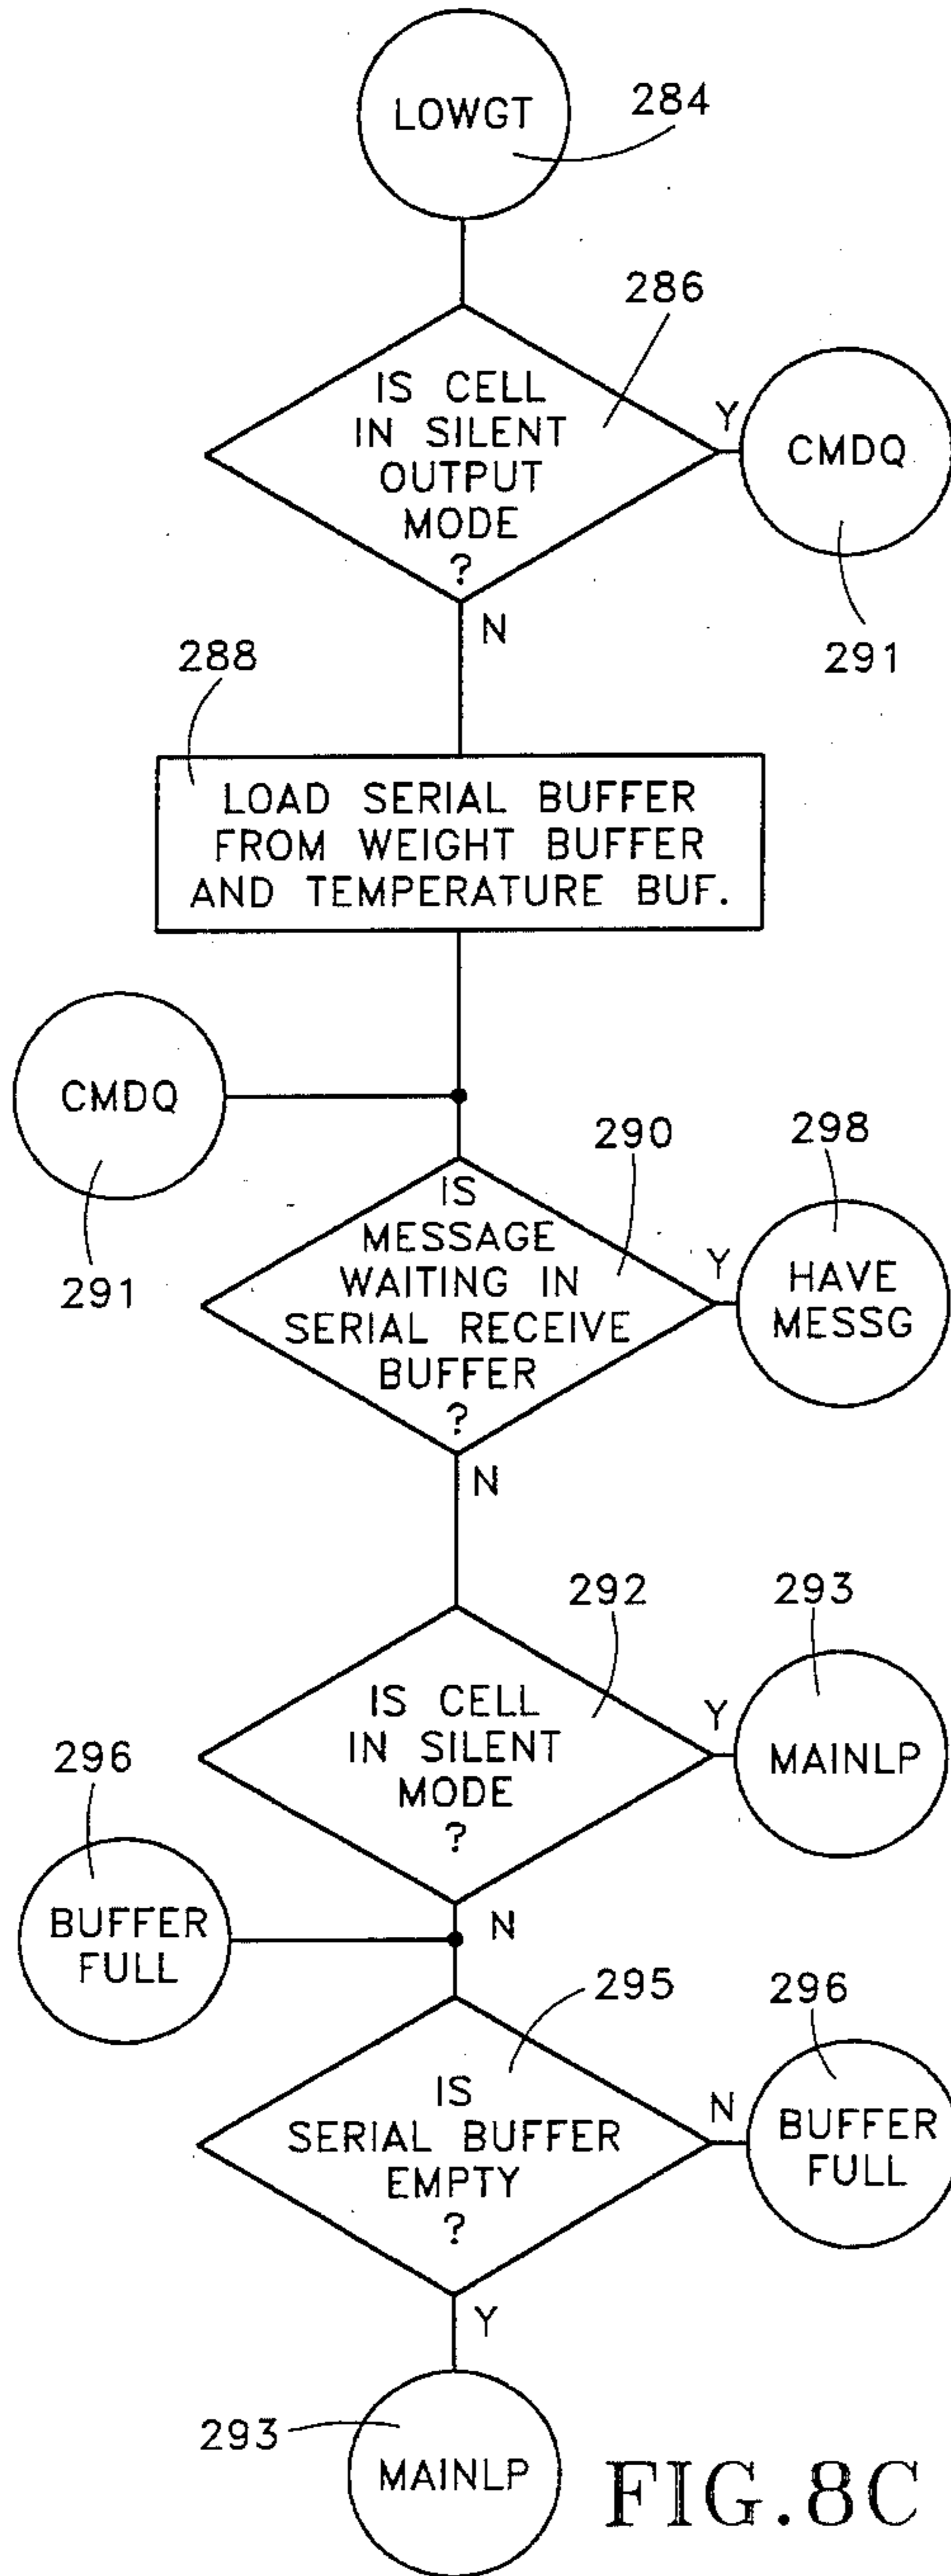 LOWGT
284
286
IS CELL
IN SILENT
OUTPUT
MODE
?
Y
CMDQ
291
N
288
LOAD SERIAL BUFFER
FROM WEIGHT BUFFER
AND TEMPERATURE BUF.
CMDQ
291
290
298
IS
MESSAGE
WAITING IN
SERIAL RECEIVE
BUFFER
?
Y
HAVE
MESSG
N
292
293
IS CELL
IN SILENT
MODE
?
Y
MAINLP
296
BUFFER
FULL
N
295
296
IS
SERIAL BUFFER
EMPTY
?
N
BUFFER
FULL
Y
293
MAINLP
FIG.8C